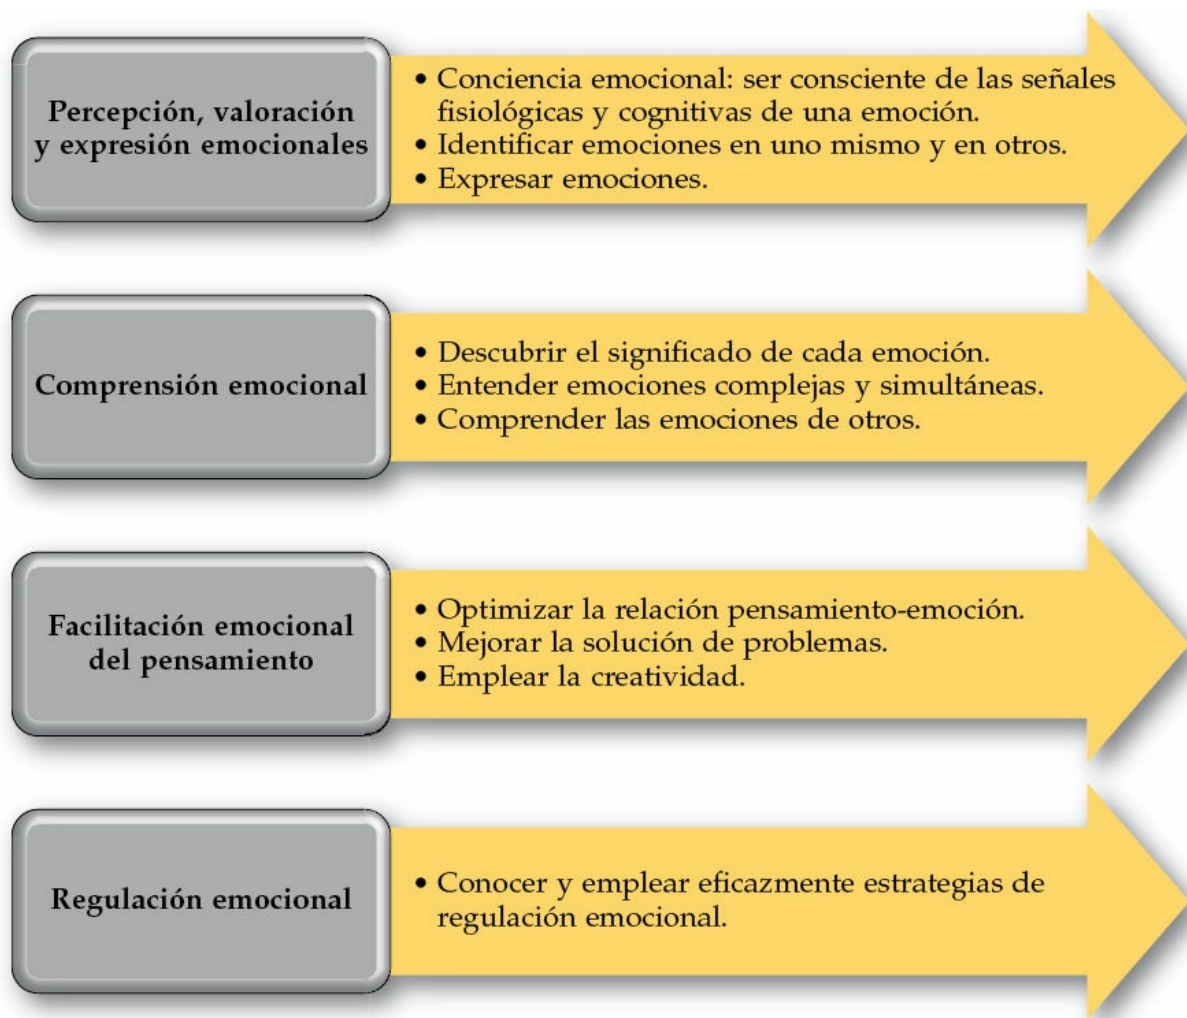 Percepción, valoración
y expresión emocionales
• Conciencia emocional: ser consciente de las señales
fisiológicas y cognitivas de una emoción.
• Identificar emociones en uno mismo y en otros.
• Expresar emociones.
Comprensión emocional
• Descubrir el significado de cada emoción.
• Entender emociones complejas y simultáneas.
• Comprender las emociones de otros.
Facilitación emocional
del pensamiento
• Optimizar la relación pensamiento-emoción.
• Mejorar la solución de problemas.
• Emplear la creatividad.
Regulación emocional
• Conocer y emplear eficazmente estrategias de
regulación emocional.